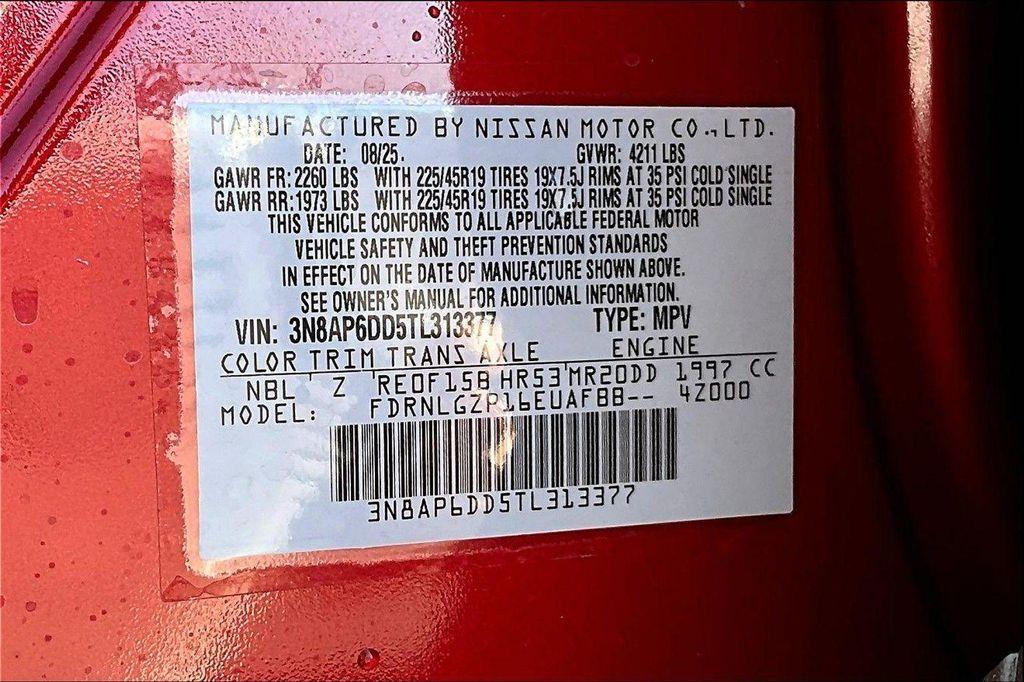 MANUFACTURED BY NISSAN MOTOR CO., LTD.
DATE: 08/25. GVWR: 4211 LBS
GAWR FR: 2260 LBS WITH 225/45R19 TIRES 19X7.5J RIMS AT 35 PSI COLD SINGLE
GAWR RR: 1973 LBS WITH 225/45R19 TIRES 19X7.5J RIMS AT 35 PSI COLD SINGLE
THIS VEHICLE CONFORMS TO ALL APPLICABLE FEDERAL MOTOR
VEHICLE SAFETY AND THEFT PREVENTION STANDARDS
IN EFFECT ON THE DATE OF MANUFACTURE SHOWN ABOVE.
SEE OWNER'S MANUAL FOR ADDITIONAL INFORMATION.
VIN: 3N8AP6DD5TL313377 TYPE: MPV
COLOR TRIM TRANS AXLE ENGINE
NBL Z RE0F15B HR53 MR20DD 1997 CC
MODEL: FDRNLGZP16EUAFBB-- 4Z000
3N8AP6DD5TL313377